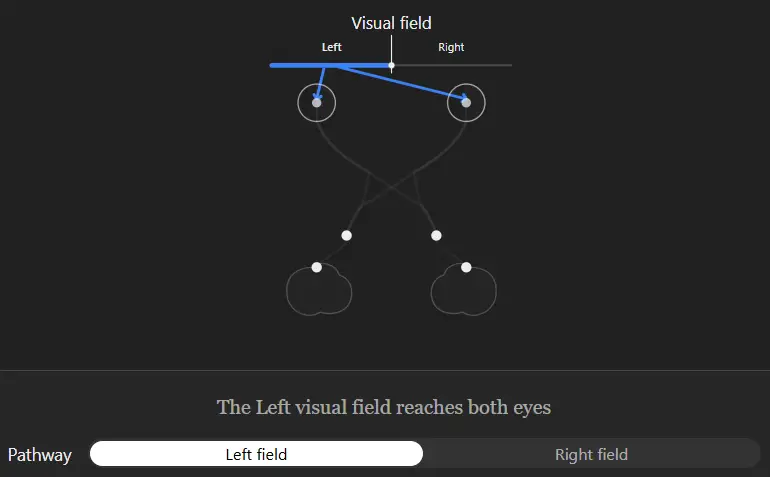 Visual field
Left Right
The Left visual field reaches both eyes
Pathway Left field Right field